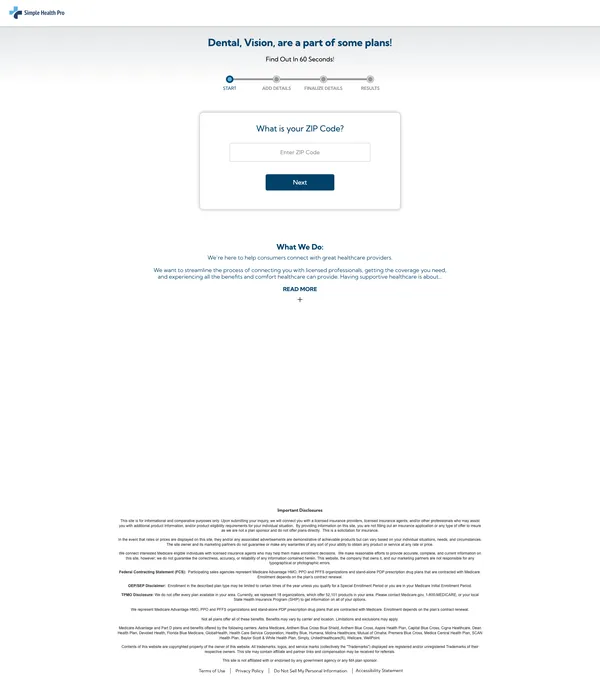 Simple Health Pro
Dental, Vision, are a part of some plans!
Find Out In 60 Seconds!
START
ADD DETAILS
FINALIZE DETAILS
RESULTS
What is your ZIP Code?
Enter ZIP Code
Next
What We Do:
We're here to help consumers connect with great healthcare providers.
We want to streamline the process of connecting you with licensed professionals, getting the coverage you need,
and experiencing all the benefits and comfort healthcare can provide. Having supportive healthcare is about...
READ MORE
+
Important Disclosures
This site is for informational and comparative purposes only. Upon submitting your inquiry, we will connect you with a licensed insurance providers, licensed insurance agents, and/or other professionals who may assist
you with additional product information, and/or product eligibility requirements for your individual situation. By providing information on this site, you are not filling out an insurance application of any type of offer to insure
as we are not a plan sponsor and do not offer plans directly. This is a solicitation for insurance.
In the event that rates or prices are displayed on this site, they and/or any associated advertisements are demonstrative of achievable products but can vary based on your individual situations, needs, and circumstances.
The site owner and its marketing partners do not guarantee or make any warranties of any sort of your ability to obtain any product or service at any rate or price.
We connect interested Medicare eligible individuals with licensed insurance agents who may help them make enrollment decisions. We make reasonable efforts to provide accurate, complete, and current information on
this site, however, we do not guarantee the correctness, accuracy, or reliability of any information contained herein. This website, the company that owns it, and our marketing partners are not responsible for any
typographical or photographic errors.
Federal Contracting Statement (FCS): Participating sales agencies represent Medicare Advantage HMO, PPO and PFFS organizations and stand-alone PDP prescription drug plans that are contracted with Medicare.
Enrollment depends on the plan's contract renewal.
OEP/SEP Disclaimer: Enrollment in the described plan type may be limited to certain times of the year unless you qualify for a Special Enrollment Period or you are in your Medicare Initial Enrollment Period.
TPMO Disclosure: We do not offer every plan available in your area. Currently, we represent 18 organizations, which offer 52,101 products in your area. Please contact Medicare.gov, 1-800-MEDICARE, or your local
State Health Insurance Program (SHIP) to get information on all of your options.
We represent Medicare Advantage HMO, PPO and PFFS organizations and stand-alone PDP prescription drug plans that are contracted with Medicare. Enrollment depends on the plan's contract renewal.
Not all plans offer all of these benefits. Benefits may vary by carrier and location. Limitations and exclusions may apply.
Medicare Advantage and Part D plans and benefits offered by the following carriers: Aetna Medicare, Anthem Blue Cross Blue Shield, Anthem Blue Cross, Aspire Health Plan, Capital Blue Cross, Cigna Healthcare, Dean
Health Plan, Devoted Health, Florida Blue Medicare, GlobalHealth, Health Care Service Corporation, Healthy Blue, Humana, Molina Healthcare, Mutual of Omaha, Premera Blue Cross, Medica Central Health Plan, SCAN
Health Plan, Baylor Scott & White Health Plan, Simply, UnitedHealthcare(R), Wellcare, WellPoint.
Contents of this website are copyrighted property of the owner of this website. All trademarks, logos, and service marks (collectively the "Trademarks") displayed are registered and/or unregistered Trademarks of their
respective owners. This site may contain affiliate and partner links and compensation may be received for referrals.
This site is not affiliated with or endorsed by any government agency or any 6M plan sponsor.
Terms of Use | Privacy Policy | Do Not Sell My Personal Information | Accessibility Statement